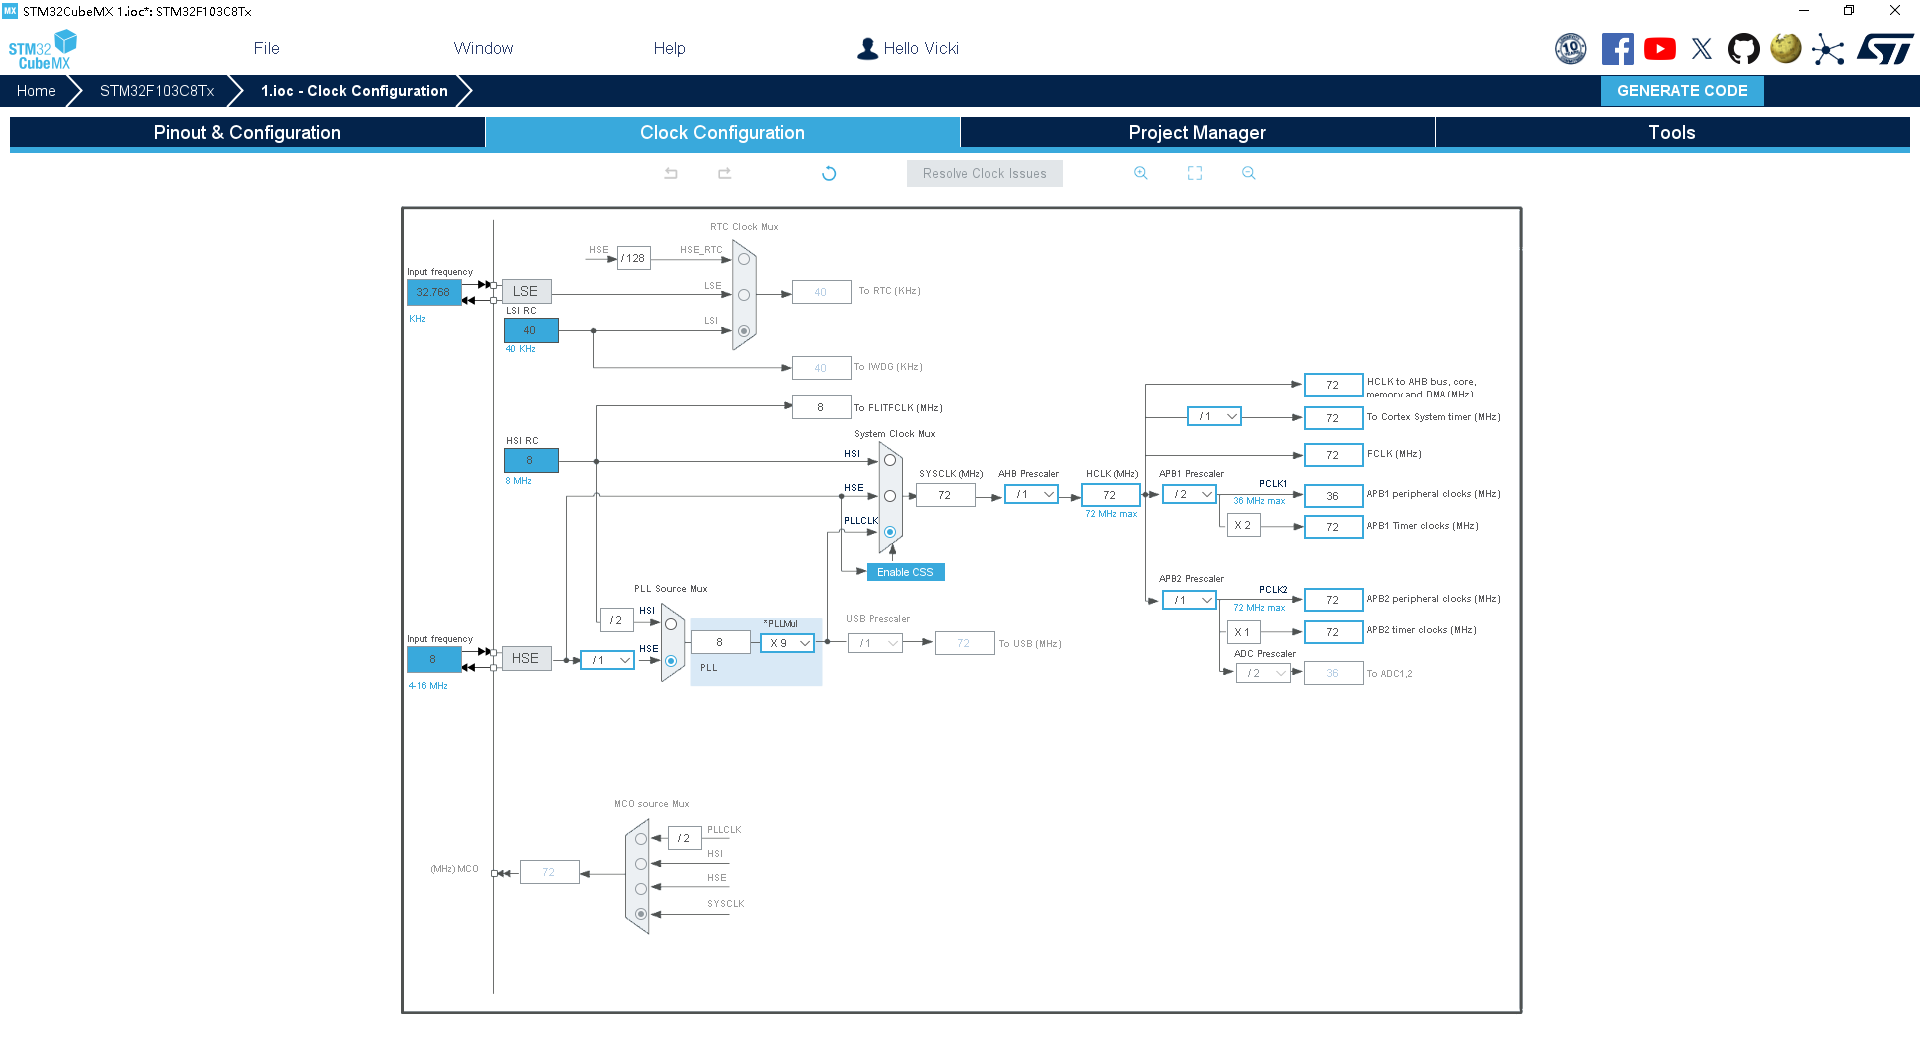 MX STM32CubeMX 1.ioc*: STM32F103C8Tx
STM32 CubeMX
File Window Help Hello Vicki
10
Home STM32F103C8Tx 1.ioc - Clock Configuration GENERATE CODE
Pinout & Configuration Clock Configuration Project Manager Tools
Resolve Clock Issues
RTC Clock Mux
HSE / 128 HSE_RTC
Input frequency
32.768 LSE LSE 40 To RTC (KHz)
KHz
LSI RC
40 LSI
40 KHz
40 To IWDG (KHz)
8 To FLITFCLK (MHz)
HSI RC
8
8 MHz
System Clock Mux
HSI
HSE
PLLCLK
Enable CSS
SYSCLK (MHz) AHB Prescaler HCLK (MHz) APB1 Prescaler
72 / 1 72 / 2
72 MHz max
72 HCLK to AHB bus, core,
memory and DMA (MHz)
/ 1 72 To Cortex System timer (MHz)
72 FCLK (MHz)
PCLK1
36 MHz max 36 APB1 peripheral clocks (MHz)
X 2 72 APB1 Timer clocks (MHz)
APB2 Prescaler
/ 1
PCLK2
72 MHz max 72 APB2 peripheral clocks (MHz)
X 1 72 APB2 timer clocks (MHz)
ADC Prescaler
/ 2 36 To ADC1,2
PLL Source Mux
/ 2 HSI
Input frequency
8 HSE / 1 HSE
4-16 MHz
8 *PLLMul X 9
PLL
USB Prescaler
/ 1 72 To USB (MHz)
MCO source Mux
/ 2 PLLCLK
HSI
HSE
SYSCLK
(MHz) MCO 72